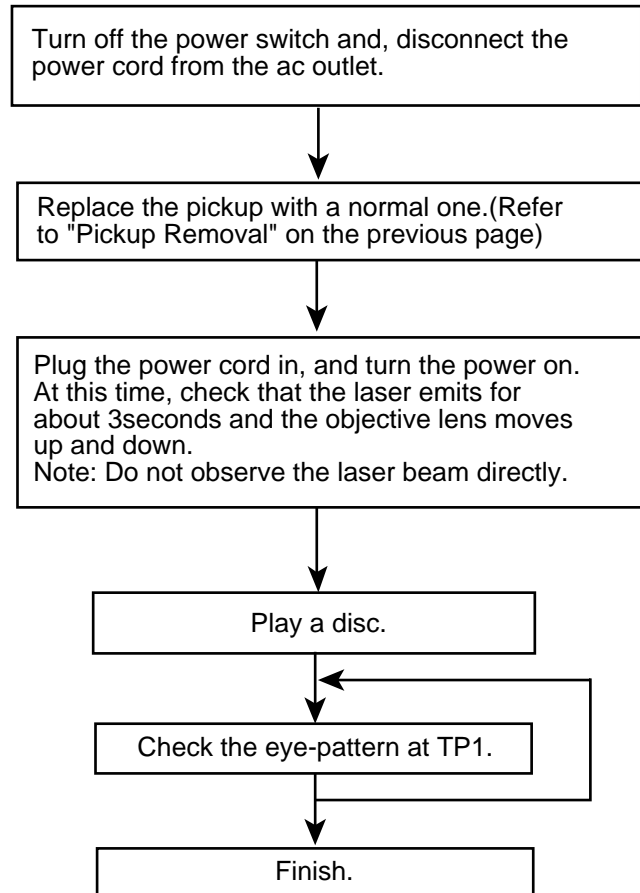 Turn off the power switch and, disconnect the
power cord from the ac outlet.
Replace the pickup with a normal one.(Refer
to "Pickup Removal" on the previous page)
Plug the power cord in, and turn the power on.
At this time, check that the laser emits for
about 3seconds and the objective lens moves
up and down.
Note: Do not observe the laser beam directly.
Play a disc.
Check the eye-pattern at TP1.
Finish.